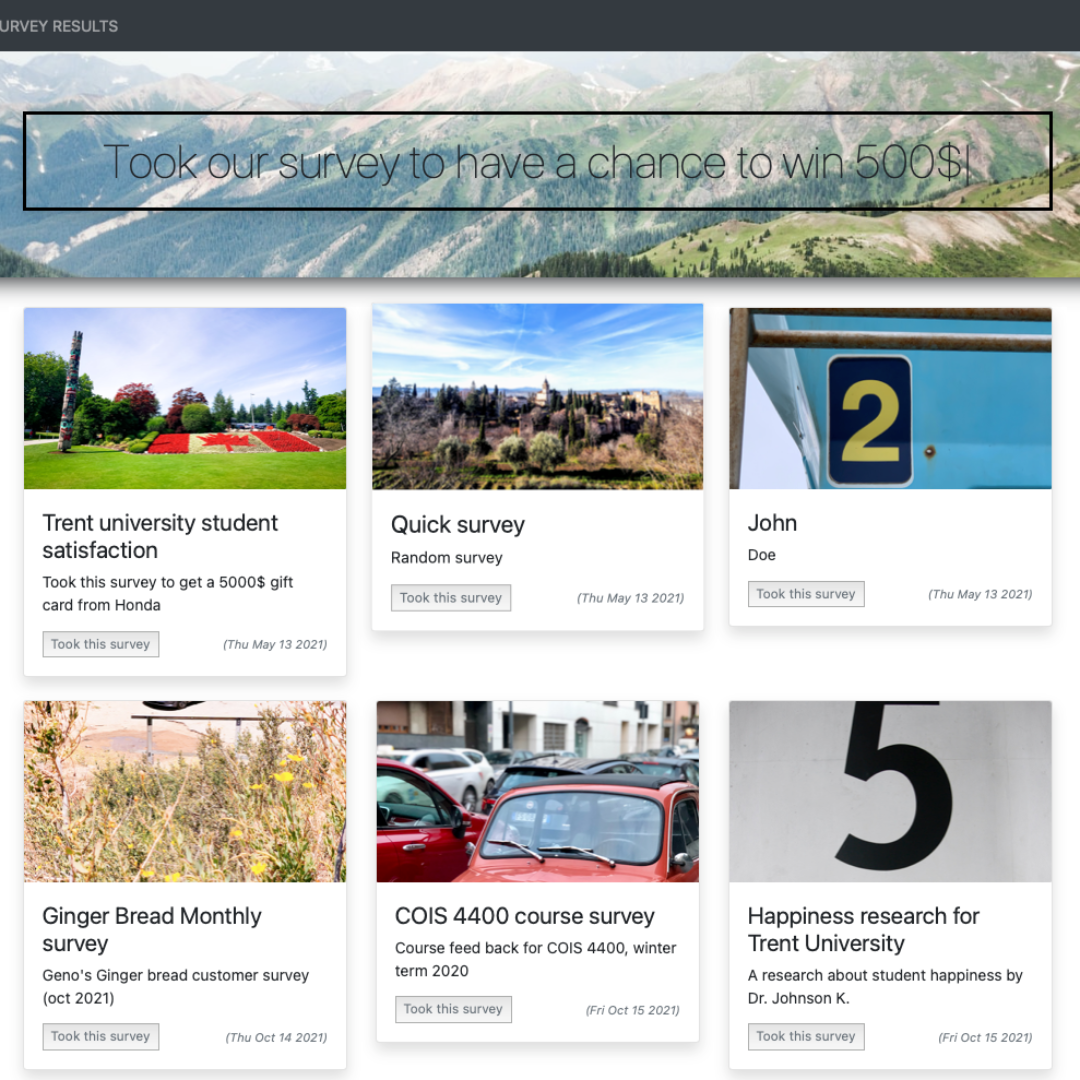 URVEY RESULTS
Took our survey to have a chance to win 500$|
2
Trent university student
satisfaction
Took this survey to get a 5000$ gift
card from Honda
Took this survey (Thu May 13 2021)
Quick survey
Random survey
Took this survey (Thu May 13 2021)
John
Doe
Took this survey (Thu May 13 2021)
5
Ginger Bread Monthly
survey
Geno's Ginger bread customer survey
(oct 2021)
Took this survey (Thu Oct 14 2021)
COIS 4400 course survey
Course feed back for COIS 4400, winter
term 2020
Took this survey (Fri Oct 15 2021)
Happiness research for
Trent University
A research about student happiness by
Dr. Johnson K.
Took this survey (Fri Oct 15 2021)